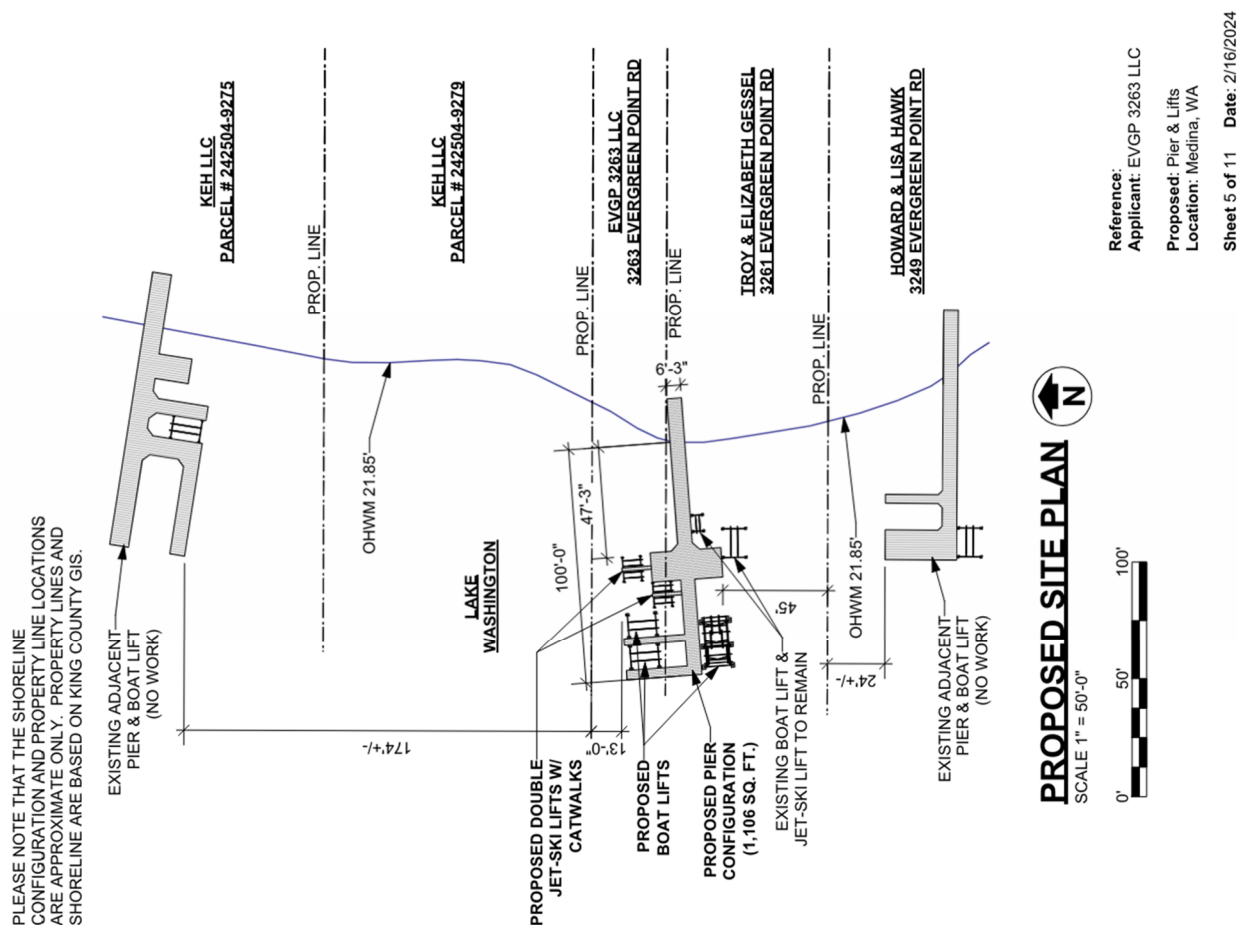 PLEASE NOTE THAT THE SHORELINE
CONFIGURATION AND PROPERTY LINE LOCATIONS
ARE APPROXIMATE ONLY.  PROPERTY LINES AND
SHORELINE ARE BASED ON KING COUNTY GIS.
KEH LLC
PARCEL # 242504-9275
PROP. LINE
KEH LLC
PARCEL # 242504-9279
PROP. LINE
EVGP 3263 LLC
3263 EVERGREEN POINT RD
PROP. LINE
TROY & ELIZABETH GESSEL
3261 EVERGREEN POINT RD
PROP. LINE
HOWARD & LISA HAWK
3249 EVERGREEN POINT RD
EXISTING ADJACENT
PIER & BOAT LIFT
(NO WORK)
OHWM 21.85'
LAKE
WASHINGTON
6'-3"
47'-3"
100'-0"
174'+/-
13'-0"
45'
24'+/-
OHWM 21.85'
PROPOSED DOUBLE
JET-SKI LIFTS W/
CATWALKS
PROPOSED
BOAT LIFTS
PROPOSED PIER
CONFIGURATION
(1,106 SQ. FT.)
EXISTING BOAT LIFT &
JET-SKI LIFT TO REMAIN
EXISTING ADJACENT
PIER & BOAT LIFT
(NO WORK)
PROPOSED SITE PLAN
SCALE 1" = 50'-0"
N
0'
50'
100'
Reference:
Applicant: EVGP 3263 LLC
Proposed: Pier & Lifts
Location: Medina, WA
Sheet 5 of 11 Date: 2/16/2024